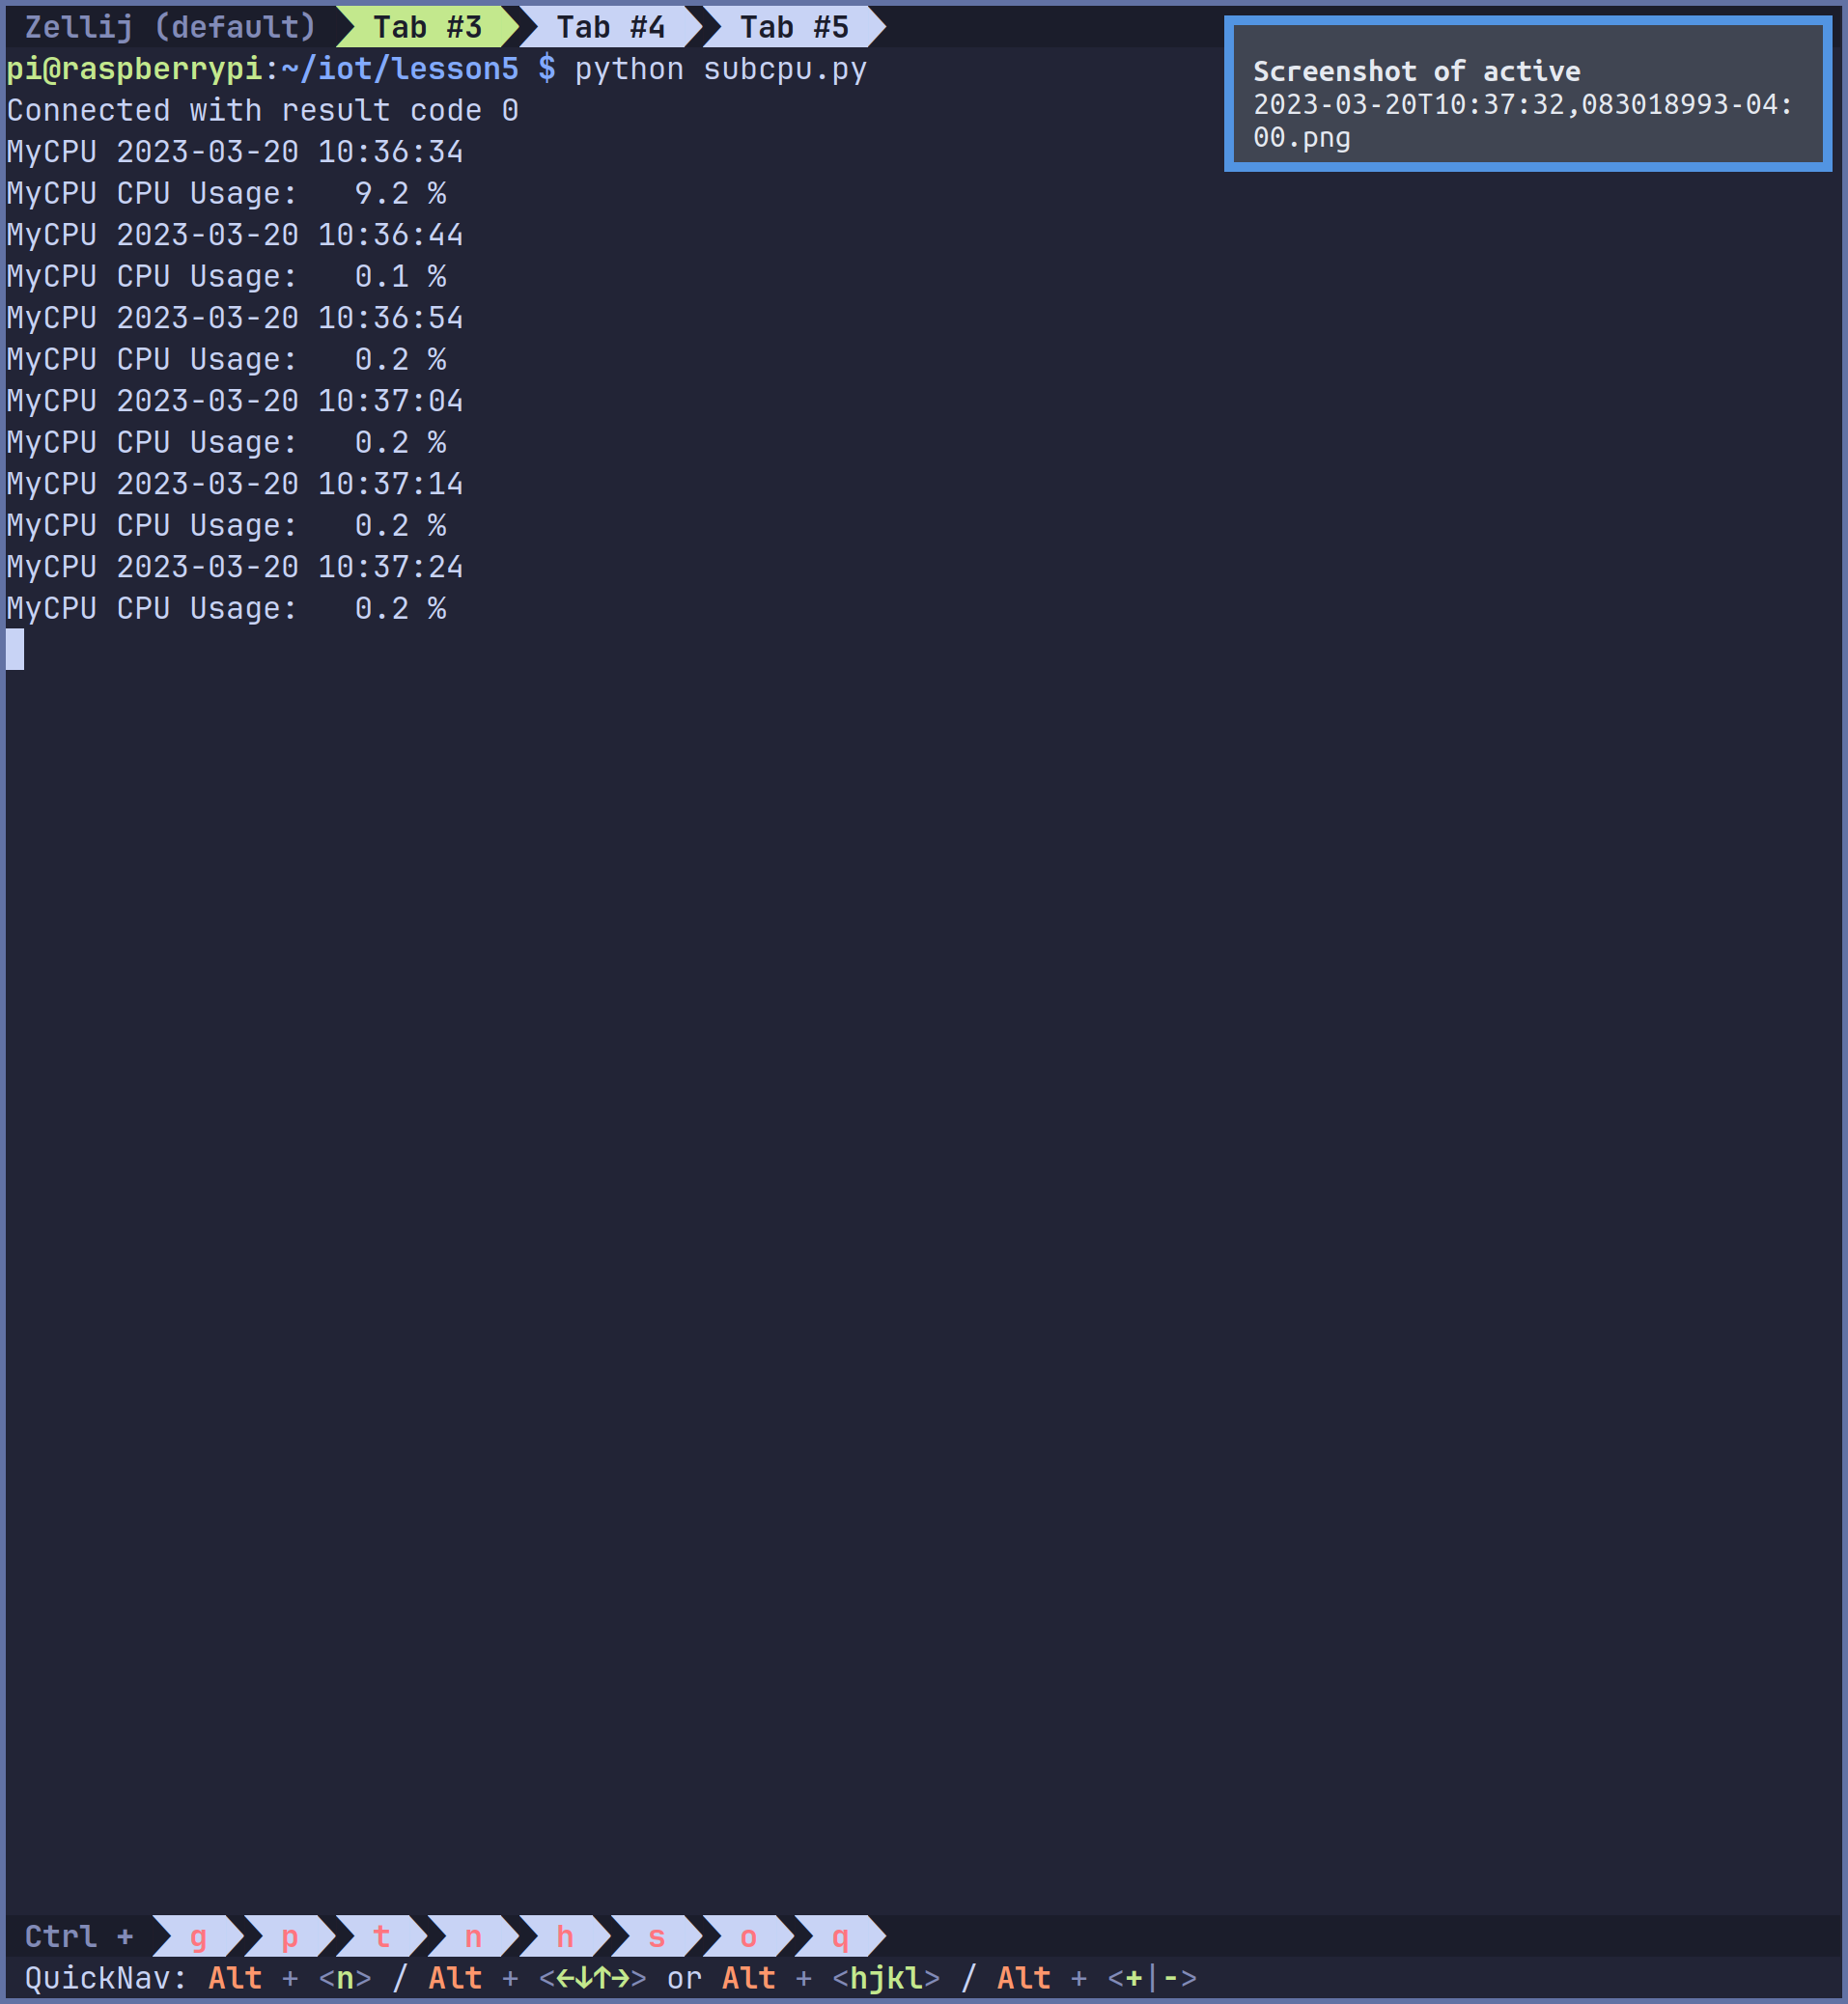 Zellij (default) Tab #3 Tab #4 Tab #5
Screenshot of active
2023-03-20T10:37:32,083018993-04:
00.png
pi@raspberrypi:~/iot/lesson5 $ python subcpu.py
Connected with result code 0
MyCPU 2023-03-20 10:36:34
MyCPU CPU Usage:   9.2 %
MyCPU 2023-03-20 10:36:44
MyCPU CPU Usage:   0.1 %
MyCPU 2023-03-20 10:36:54
MyCPU CPU Usage:   0.2 %
MyCPU 2023-03-20 10:37:04
MyCPU CPU Usage:   0.2 %
MyCPU 2023-03-20 10:37:14
MyCPU CPU Usage:   0.2 %
MyCPU 2023-03-20 10:37:24
MyCPU CPU Usage:   0.2 %
Ctrl + g p t n h s o q
QuickNav: Alt + <n> / Alt + <←↓↑→> or Alt + <hjkl> / Alt + <+|->